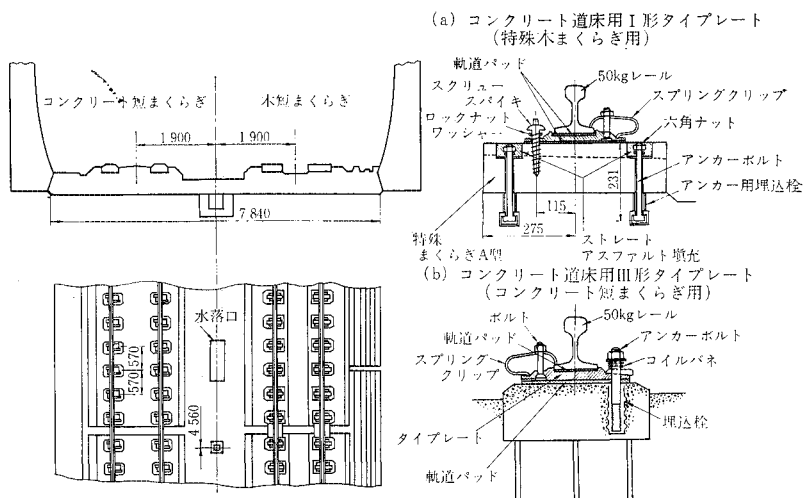 コンクリート短まくらぎ
木短まくらぎ
1 900
1 900
7 840
水落口
570
570
4 560
(a) コンクリート道床用Ⅰ形タイプレート
(特殊木まくらぎ用)
軌道パッド
50kgレール
スクリュー
スパイキ
スプリングクリップ
ロックナット
ワッシャー
六角ナット
アンカーボルト
アンカー用埋込栓
231
115
275
特殊
まくらぎA型
ストレート
アスファルト填充
(b) コンクリート道床用Ⅲ形タイプレート
(コンクリート短まくらぎ用)
ボルト
50kgレール
軌道パッド
アンカーボルト
スプリング
クリップ
コイルバネ
タイプレート
埋込栓
軌道パッド